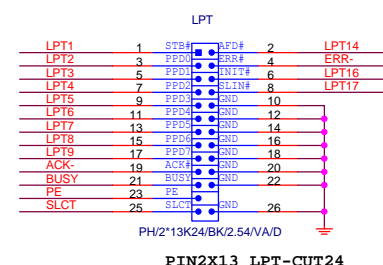 LPT
LPT1 1 STB# AFD# 2 LPT14
LPT2 3 PPD0 ERR# 4 ERR-
LPT3 5 PPD1 INIT# 6 LPT16
LPT4 7 PPD2 SLIN# 8 LPT17
LPT5 9 PPD3 GND 10
LPT6 11 PPD4 GND 12
LPT7 13 PPD5 GND 14
LPT8 15 PPD6 GND 16
LPT9 17 PPD7 GND 18
ACK- 19 ACK# GND 20
BUSY 21 BUSY GND 22
PE 23 PE
SLCT 25 SLCT GND 26
PH/2*13K24/BK/2.54/VA/D
PIN2X13 LPT-CUT24